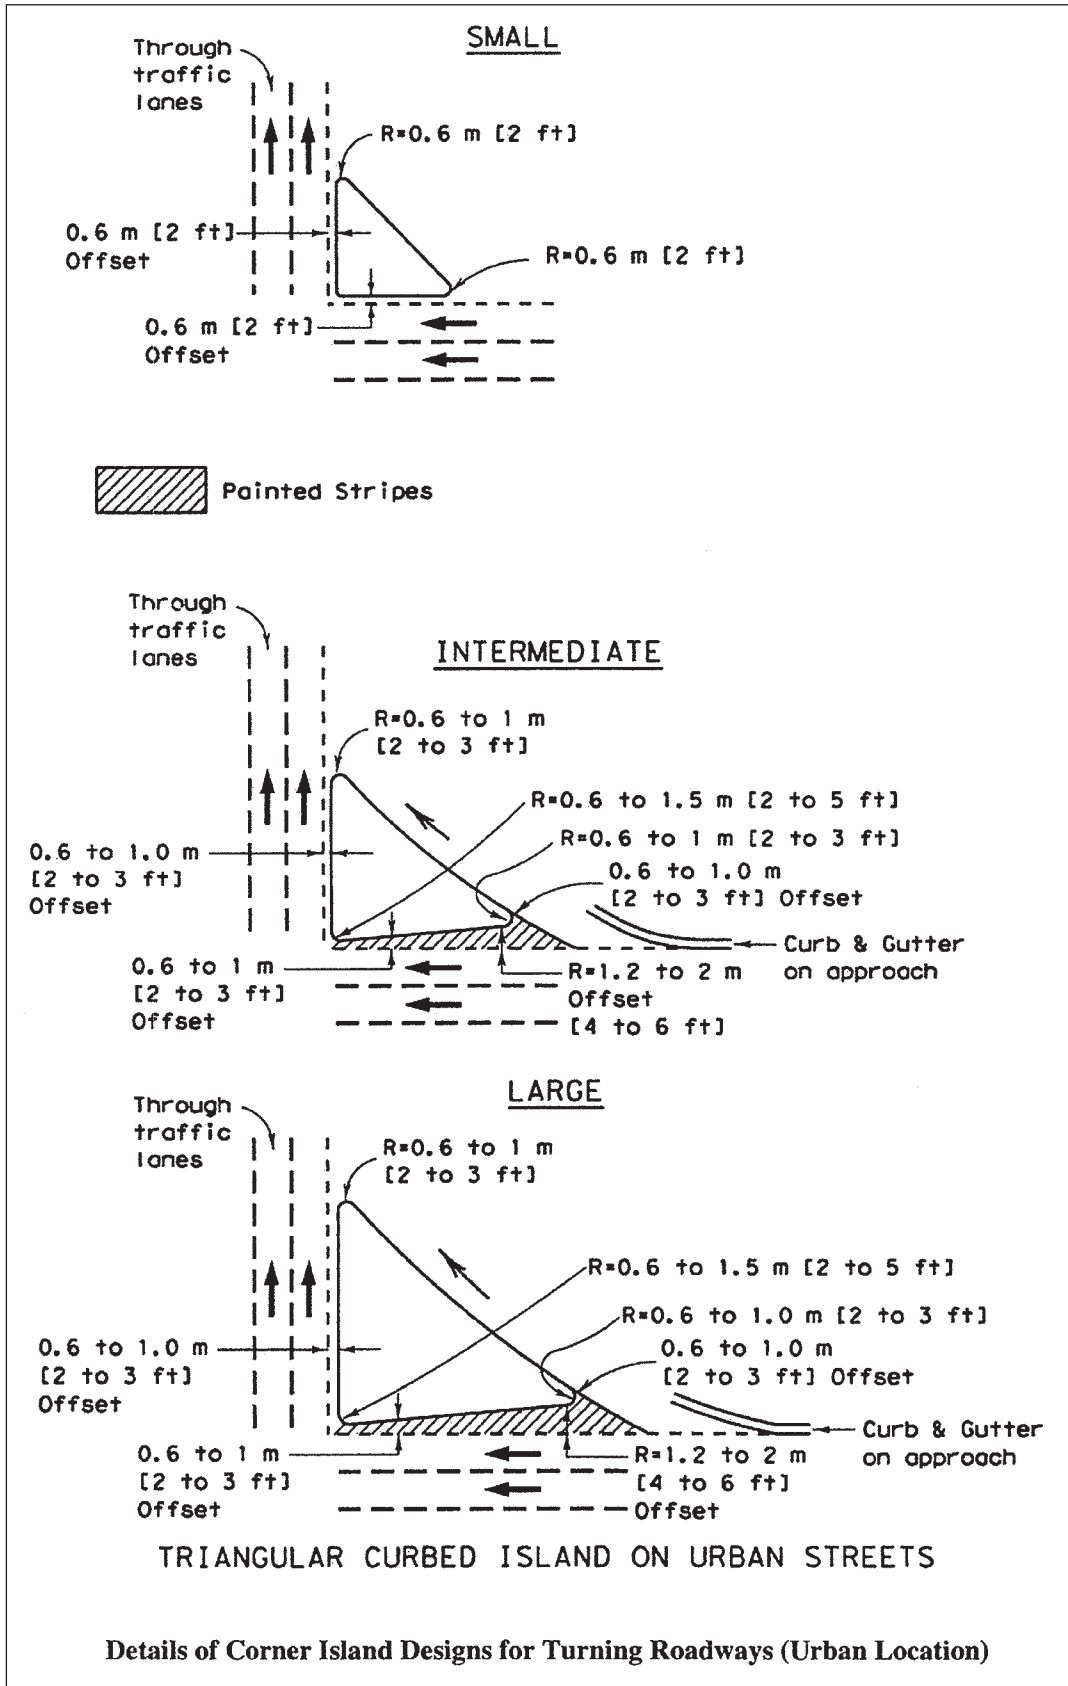 SMALL
Through
traffic
lanes
R=0.6 m [2 ft]
0.6 m [2 ft]
Offset
R=0.6 m [2 ft]
0.6 m [2 ft]
Offset
Painted Stripes
INTERMEDIATE
Through
traffic
lanes
R=0.6 to 1 m
[2 to 3 ft]
R=0.6 to 1.5 m [2 to 5 ft]
R=0.6 to 1 m [2 to 3 ft]
0.6 to 1.0 m
[2 to 3 ft]
Offset
0.6 to 1.0 m
[2 to 3 ft] Offset
Curb & Gutter
on approach
0.6 to 1 m
[2 to 3 ft]
Offset
R=1.2 to 2 m
Offset
[4 to 6 ft]
LARGE
Through
traffic
lanes
R=0.6 to 1 m
[2 to 3 ft]
R=0.6 to 1.5 m [2 to 5 ft]
R=0.6 to 1.0 m [2 to 3 ft]
0.6 to 1.0 m
[2 to 3 ft]
Offset
0.6 to 1.0 m
[2 to 3 ft] Offset
Curb & Gutter
on approach
0.6 to 1 m
[2 to 3 ft]
Offset
R=1.2 to 2 m
[4 to 6 ft]
Offset
TRIANGULAR CURBED ISLAND ON URBAN STREETS
Details of Corner Island Designs for Turning Roadways (Urban Location)